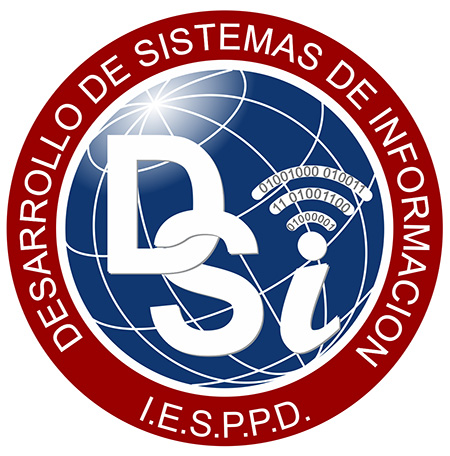 DESARROLLO DE SISTEMAS DE INFORMACION
DSi
01001000 010011
11 01001100
01000001
I.E.S.P.P.D.